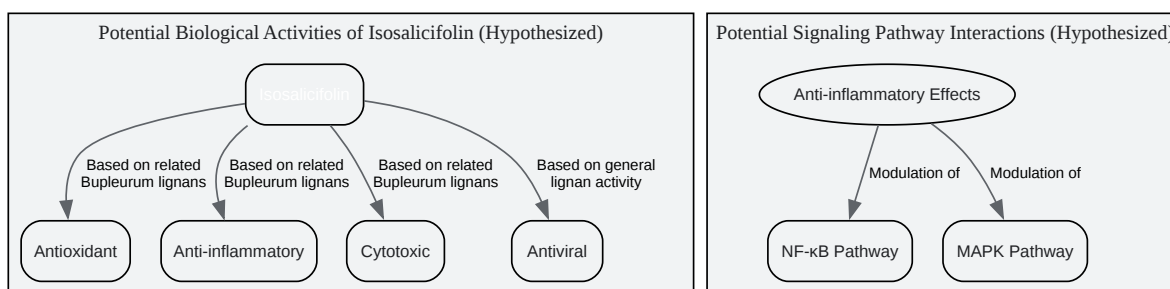 Potential Biological Activities of Isosalicifolin (Hypothesized)
Isosalicifolin
Based on related
Bupleurum lignans
Based on related
Bupleurum lignans
Based on related
Bupleurum lignans
Based on general
lignan activity
Antioxidant
Anti-inflammatory
Cytotoxic
Antiviral
Potential Signaling Pathway Interactions (Hypothesized)
Anti-inflammatory Effects
Modulation of
Modulation of
NF-κB Pathway
MAPK Pathway